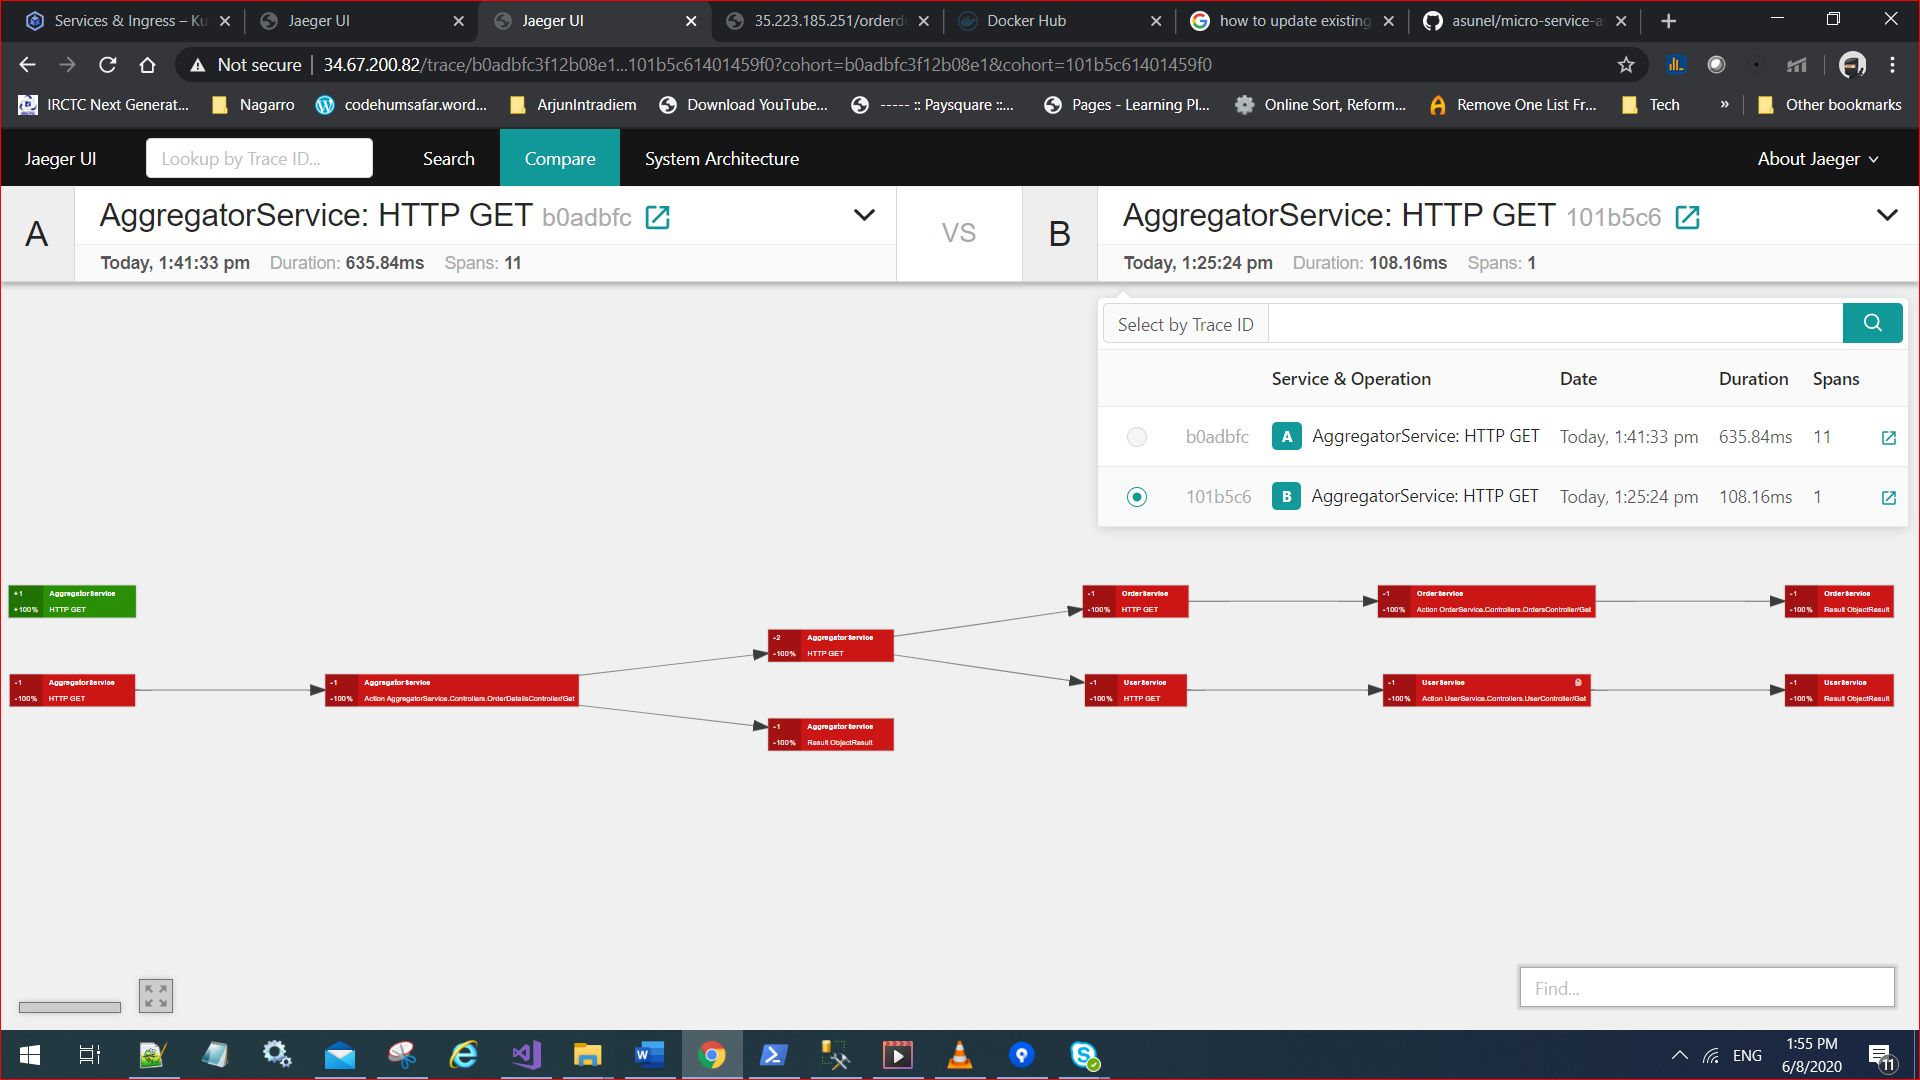 Services & Ingress – Ku
Jaeger UI
Jaeger UI
35.223.185.251/orderde
Docker Hub
how to update existing
asunel/micro-service-a
Not secure
34.67.200.82/trace/b0adbfc3f12b08e1...101b5c61401459f0?cohort=b0adbfc3f12b08e1&cohort=101b5c61401459f0
IRCTC Next Generat...
Nagarro
codehumsafar.word...
ArjunIntradiem
Download YouTube...
----- :: Paysquare ::...
Pages - Learning Pl...
Online Sort, Reform...
Remove One List Fr...
Tech
»
Other bookmarks
Jaeger UI
Lookup by Trace ID...
Search
Compare
System Architecture
About Jaeger
A
AggregatorService: HTTP GET b0adbfc
Today, 1:41:33 pm Duration: 635.84ms Spans: 11
VS
B
AggregatorService: HTTP GET 101b5c6
Today, 1:25:24 pm Duration: 108.16ms Spans: 1
Select by Trace ID
Service & Operation Date Duration Spans
b0adbfc A AggregatorService: HTTP GET Today, 1:41:33 pm 635.84ms 11
101b5c6 B AggregatorService: HTTP GET Today, 1:25:24 pm 108.16ms 1
+1 AggregatorService
+100% HTTP GET
-1 AggregatorService
-100% HTTP GET
-1 AggregatorService
-100% Action AggregatorService.Controllers.OrderDetailsController/Get
-2 AggregatorService
-100% HTTP GET
-1 AggregatorService
-100% Result ObjectResult
-1 OrderService
-100% HTTP GET
-1 OrderService
-100% Action OrderService.Controllers.OrdersController/Get
-1 OrderService
-100% Result ObjectResult
-1 UserService
-100% HTTP GET
-1 UserService
-100% Action UserService.Controllers.UserController/Get
-1 UserService
-100% Result ObjectResult
Find...
ENG
1:55 PM
6/8/2020
11